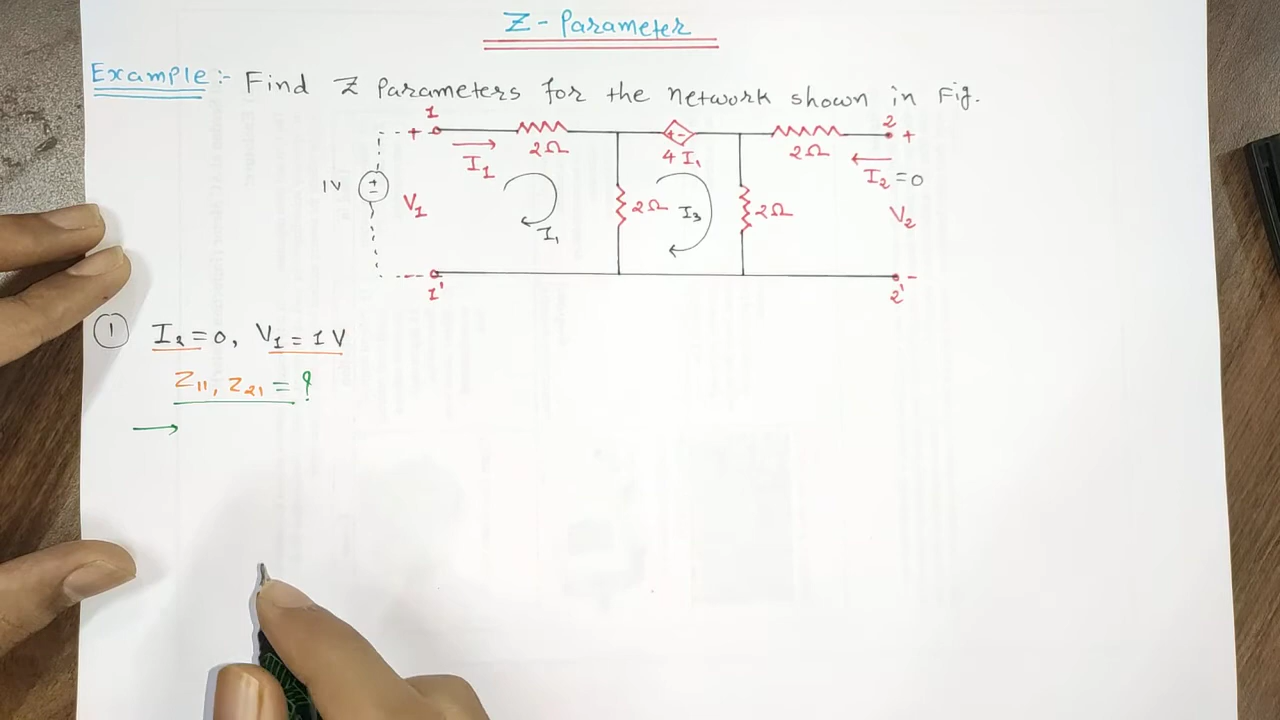 Z - Parameter
Example :- Find Z Parameters for the network shown in Fig.
1 2
+ 2Ω + - 2Ω +
I₁ 4 I₁ I₂ = 0
1V + - V₁ I₁ 2Ω I₃ 2Ω V₂
1' - 2' -
① I₂ = 0, V₁ = 1 V
Z₁₁, Z₂₁ = ?